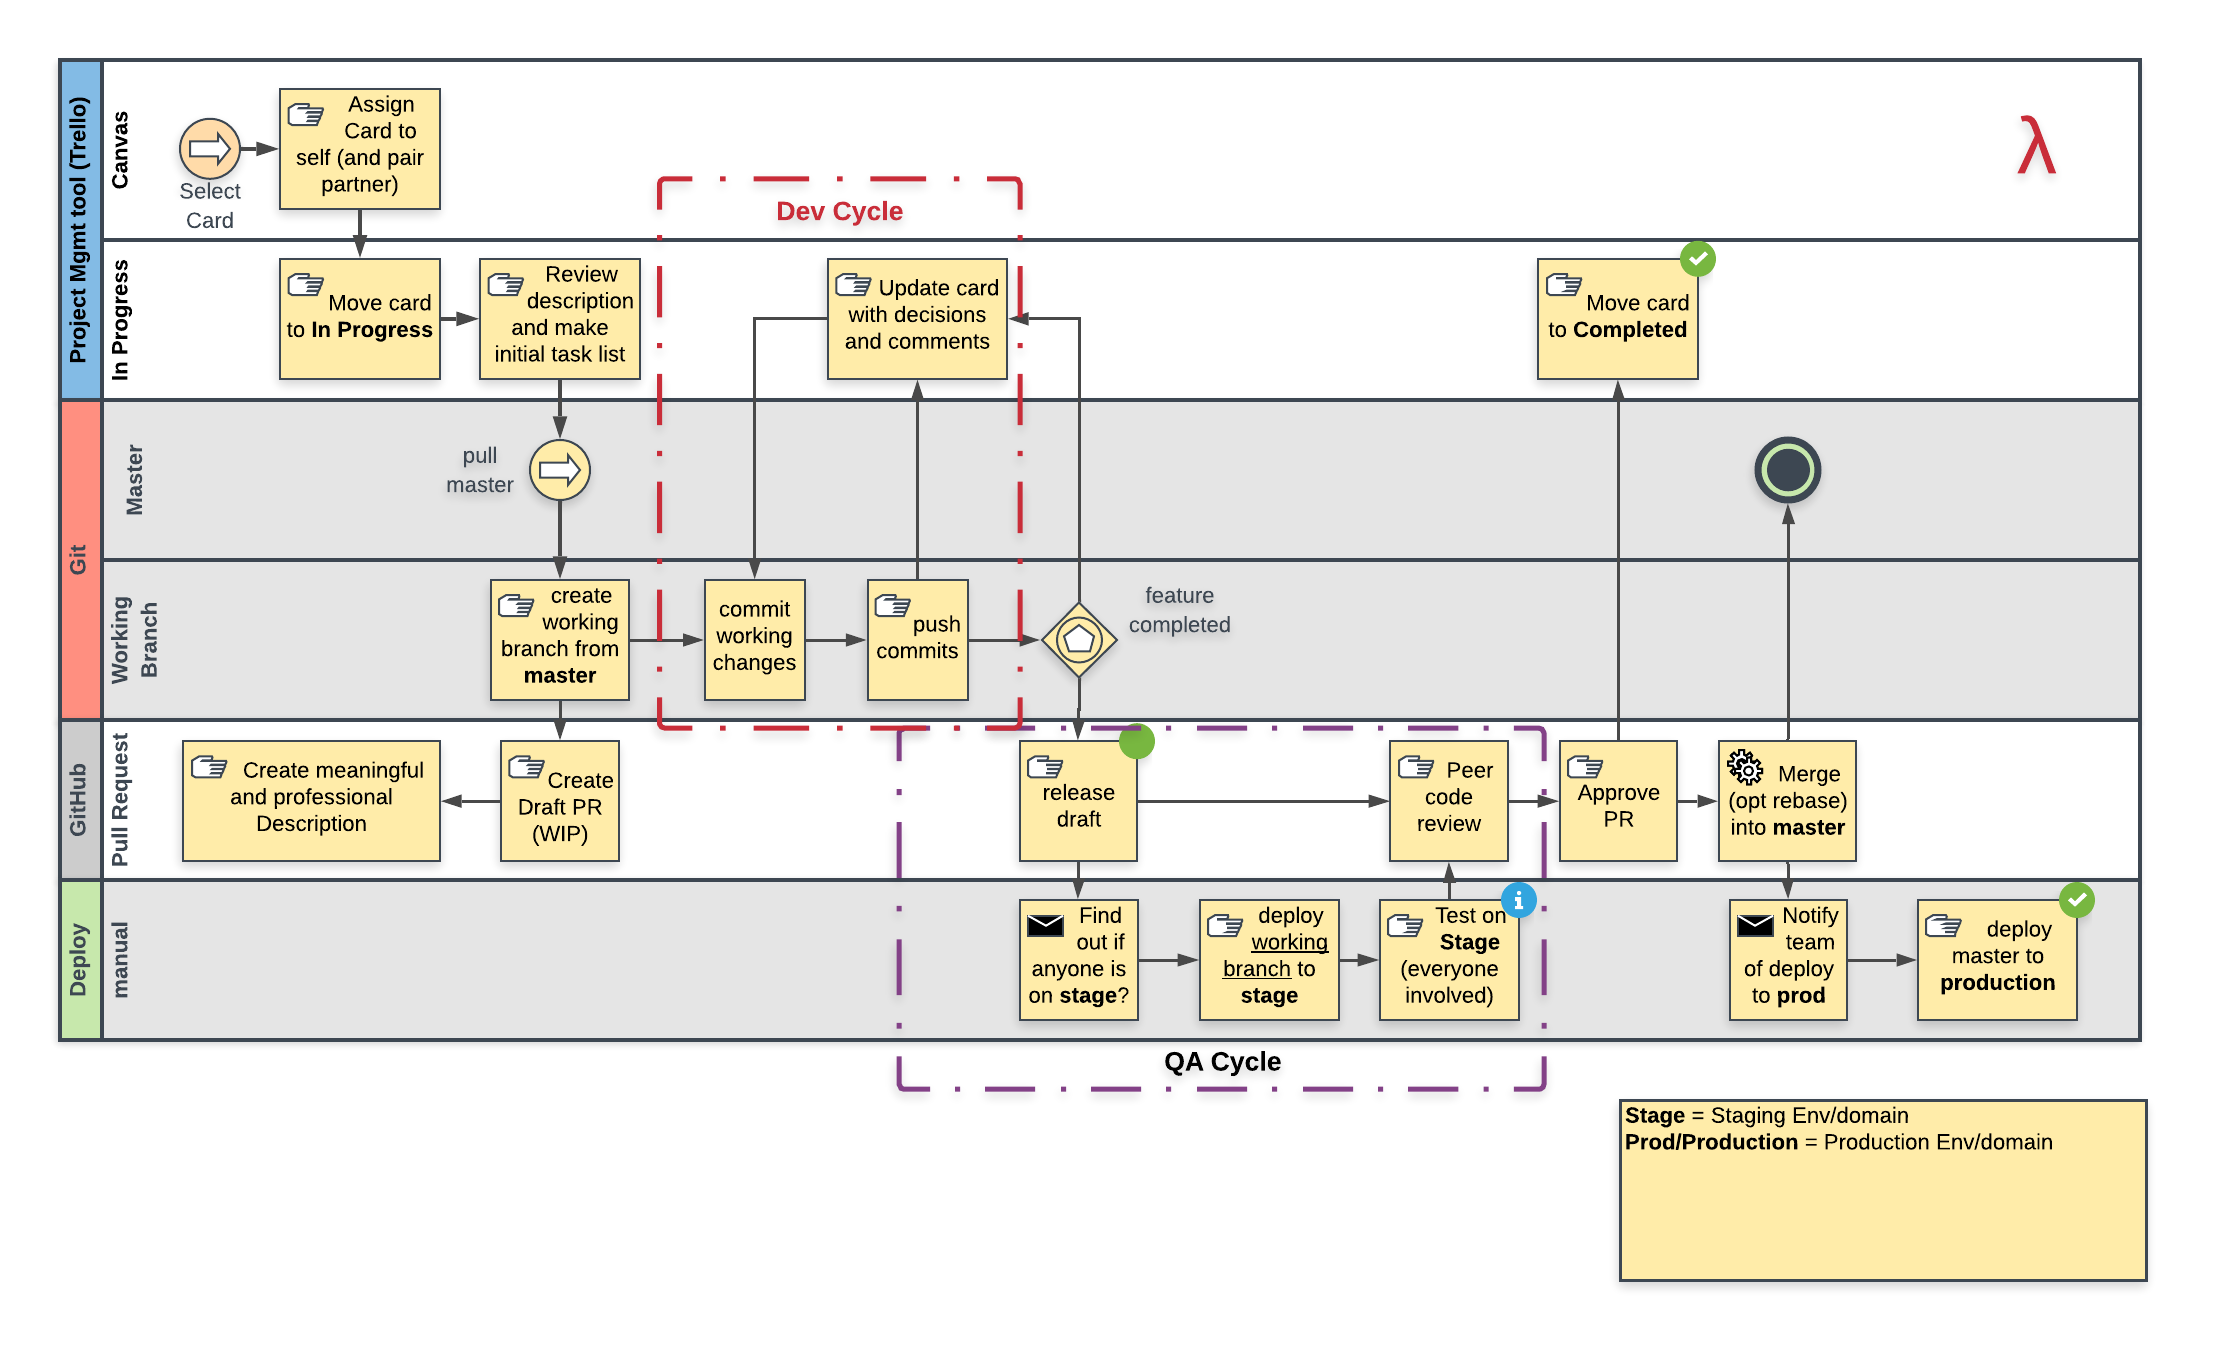 Project Mgmt tool (Trello)
Canvas
Select
Card
Assign
Card to
self (and pair
partner)
λ
Dev Cycle
In Progress
Move card
to In Progress
Review
description
and make
initial task list
Update card
with decisions
and comments
Move card
to Completed
Git
Master
pull
master
Working
Branch
create
working
branch from
master
commit
working
changes
push
commits
feature
completed
GitHub
Pull Request
Create meaningful
and professional
Description
Create
Draft PR
(WIP)
release
draft
Peer
code
review
Approve
PR
Merge
(opt rebase)
into master
Deploy
manual
Find
out if
anyone is
on stage?
deploy
working
branch to
stage
Test on
Stage
(everyone
involved)
Notify
team
of deploy
to prod
deploy
master to
production
QA Cycle
Stage = Staging Env/domain
Prod/Production = Production Env/domain